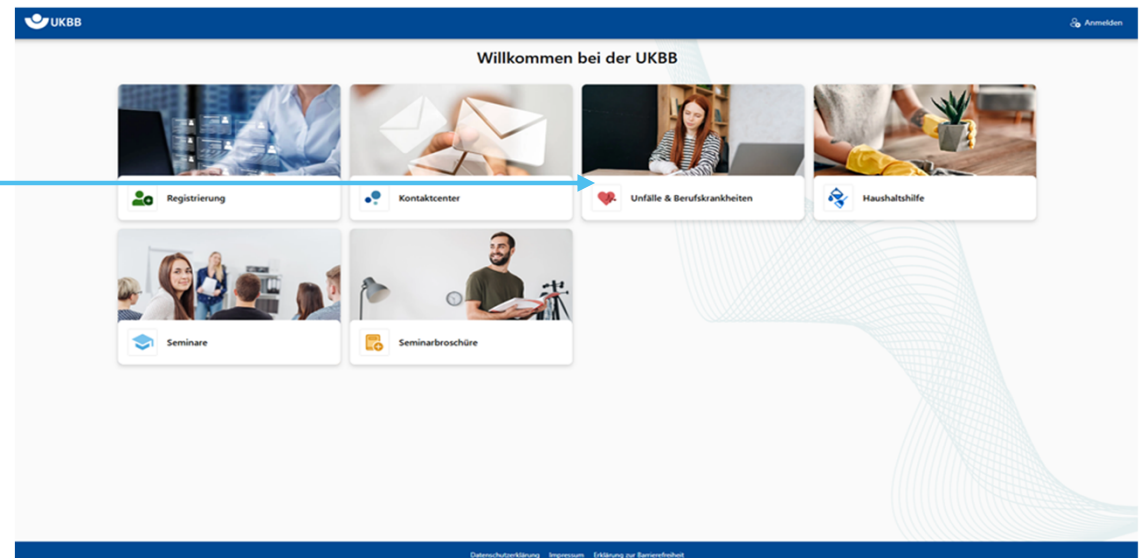 UKBB
Anmelden
Willkommen bei der UKBB
Registrierung
Kontaktcenter
Unfälle & Berufskrankheiten
Haushaltshilfe
Seminare
Seminarbroschüre
Datenschutzerklärung Impressum Erklärung zur Barrierefreiheit